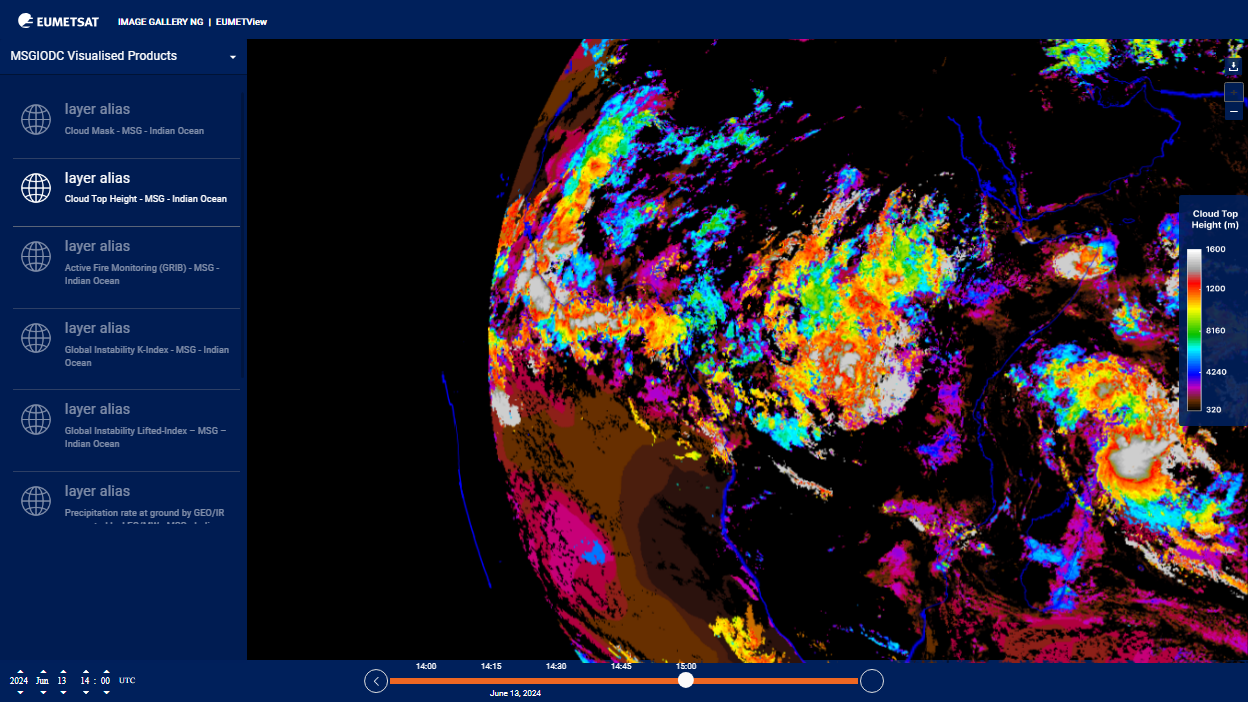 EUMETSAT IMAGE GALLERY NG | EUMETView
MSGIODC Visualised Products
layer alias
Cloud Mask - MSG - Indian Ocean
layer alias
Cloud Top Height - MSG - Indian Ocean
layer alias
Active Fire Monitoring (GRIB) - MSG -
Indian Ocean
layer alias
Global Instability K-Index - MSG - Indian
Ocean
layer alias
Global Instability Lifted-Index – MSG –
Indian Ocean
layer alias
Precipitation rate at ground by GEO/IR
Cloud Top
Height (m)
1600
1200
8160
4240
320
14:00 14:15 14:30 14:45 15:00
2024 Jun 13 14 : 00 UTC
June 13, 2024